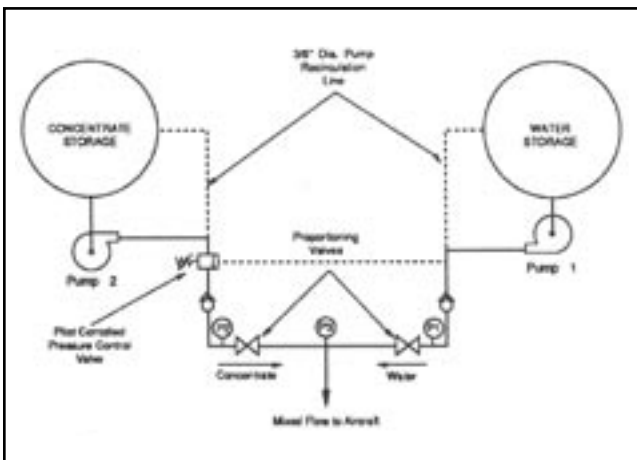 3/8" Dia. Pump
Recirculation
Line
CONCENTRATE
STORAGE
WATER
STORAGE
Proportioning
Valves
Pump 2
Pump 1
Pilot Controlled
Pressure Control
Valve
Concentrate
Water
Mixed Flow to Aircraft